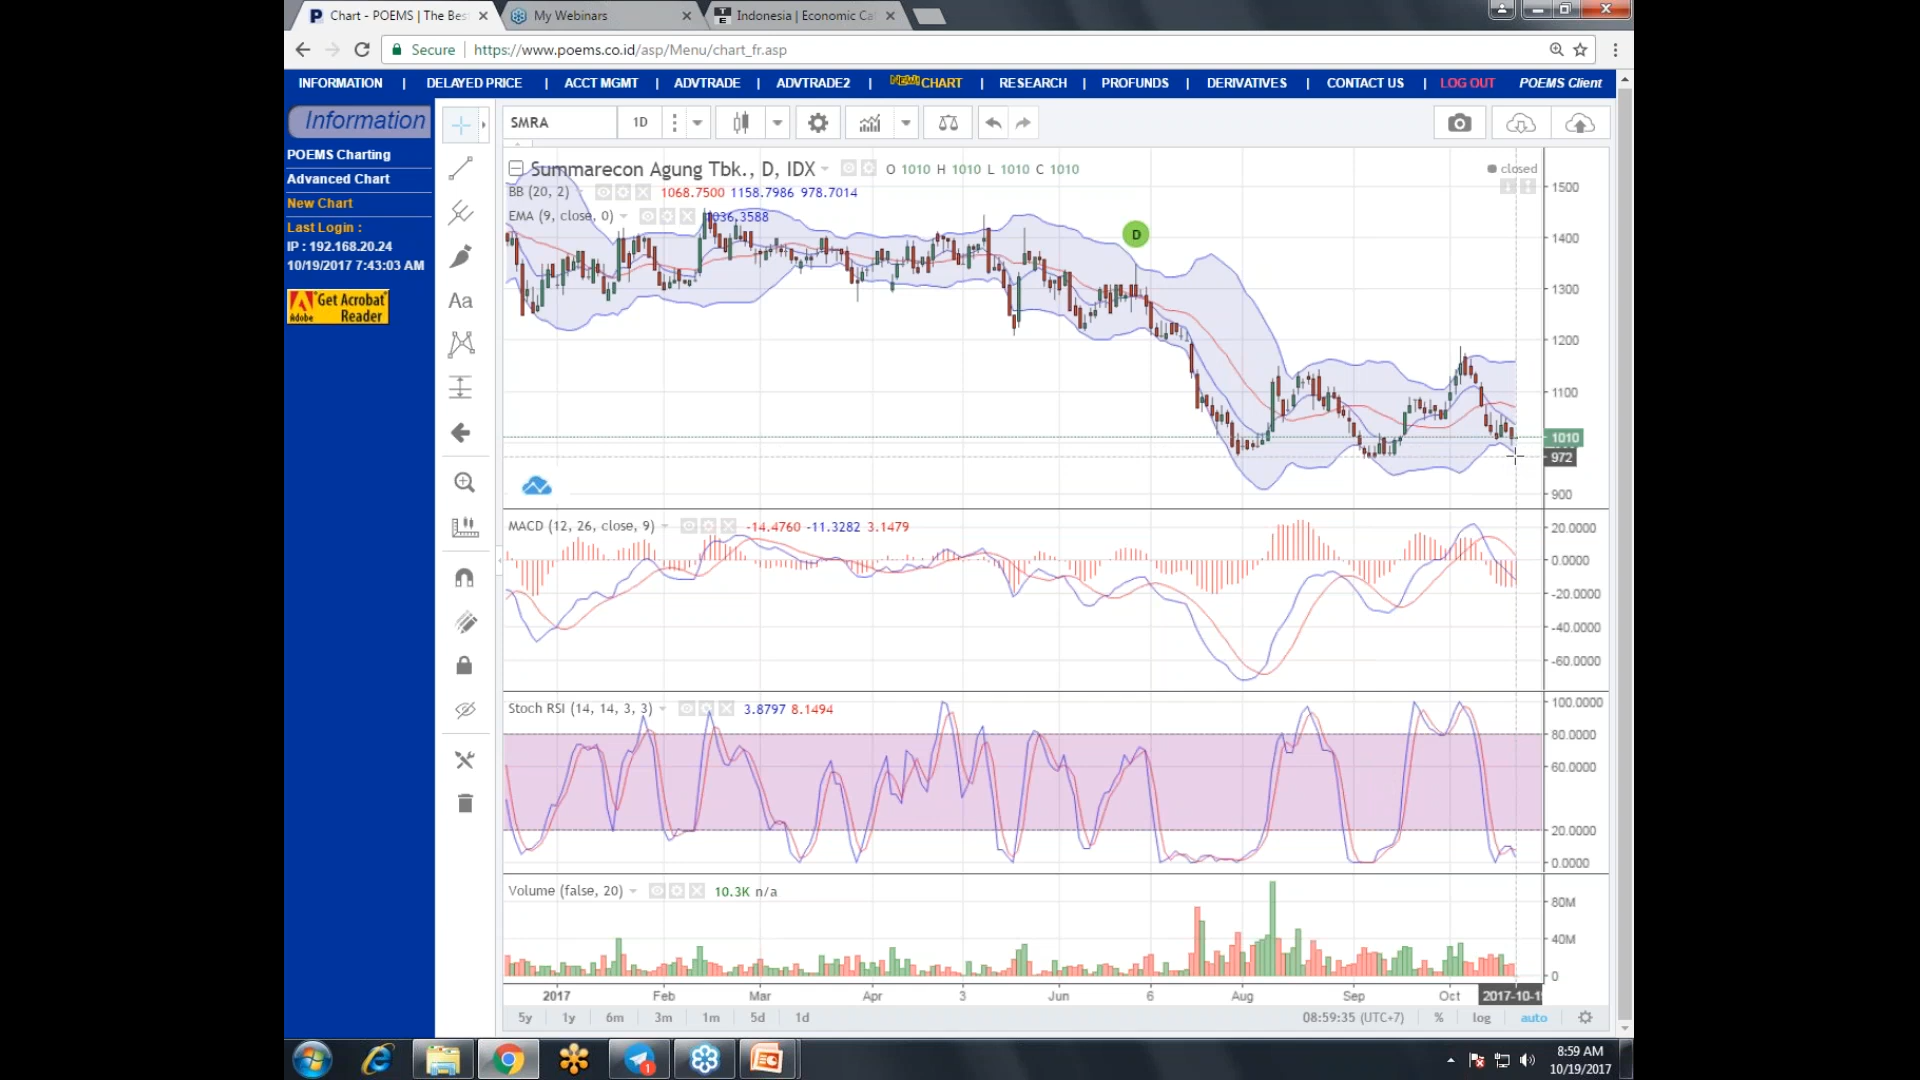 Chart - POEMS | The Bes
My Webinars
Indonesia | Economic Ca
Secure | https://www.poems.co.id/asp/Menu/chart_fr.asp
INFORMATION | DELAYED PRICE | ACCT MGMT | ADVTRADE | ADVTRADE2 | NEW! CHART | RESEARCH | PROFUNDS | DERIVATIVES | CONTACT US | LOG OUT POEMS Client
Information
POEMS Charting
Advanced Chart
New Chart
Last Login :
IP : 192.168.20.24
10/19/2017 7:43:03 AM
Get Acrobat
Adobe Reader
Aa
SMRA 1D
Summarecon Agung Tbk., D, IDX O 1010 H 1010 L 1010 C 1010
closed
BB (20, 2) 1068.7500 1158.7986 978.7014
EMA (9, close, 0) 1036.3588
D
1500
1400
1300
1200
1100
1010
972
900
MACD (12, 26, close, 9) -14.4760 -11.3282 3.1479
20.0000
0.0000
-20.0000
-40.0000
-60.0000
Stoch RSI (14, 14, 3, 3) 3.8797 8.1494
100.0000
80.0000
60.0000
20.0000
0.0000
Volume (false, 20) 10.3K n/a
80M
40M
0
2017 Feb Mar Apr 3 Jun 6 Aug Sep Oct 2017-10-1
5y 1y 6m 3m 1m 5d 1d 08:59:35 (UTC+7) % log auto
1
8:59 AM
10/19/2017